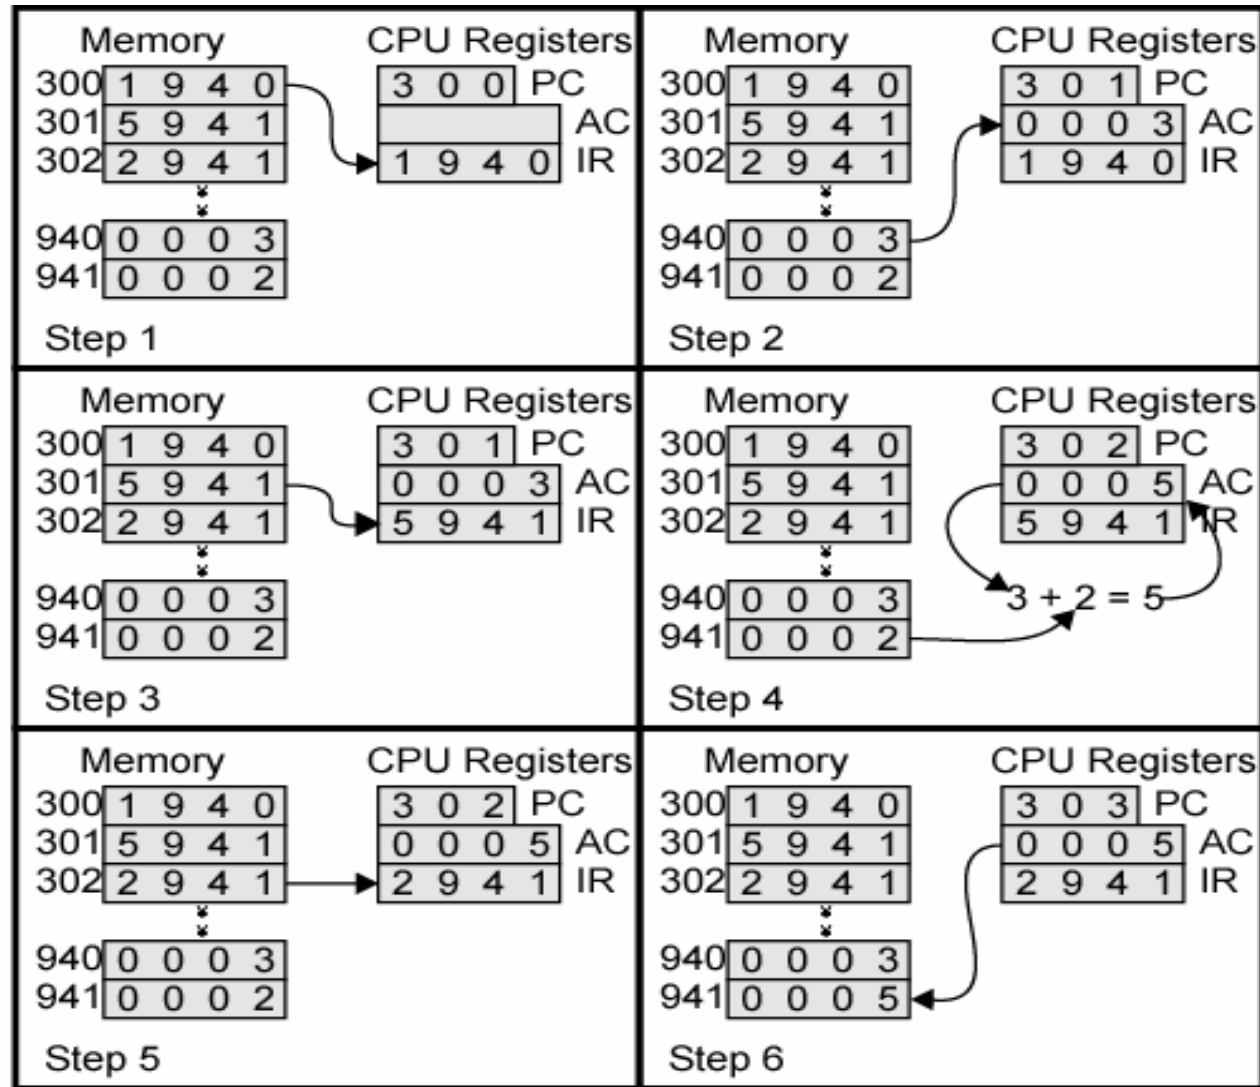 Memory CPU Registers
300 1 9 4 0 3 0 0 PC
301 5 9 4 1 AC
302 2 9 4 1 1 9 4 0 IR
940 0 0 0 3
941 0 0 0 2
Step 1
Memory CPU Registers
300 1 9 4 0 3 0 1 PC
301 5 9 4 1 0 0 0 3 AC
302 2 9 4 1 1 9 4 0 IR
940 0 0 0 3
941 0 0 0 2
Step 2
Memory CPU Registers
300 1 9 4 0 3 0 1 PC
301 5 9 4 1 0 0 0 3 AC
302 2 9 4 1 5 9 4 1 IR
940 0 0 0 3
941 0 0 0 2
Step 3
Memory CPU Registers
300 1 9 4 0 3 0 2 PC
301 5 9 4 1 0 0 0 5 AC
302 2 9 4 1 5 9 4 1 IR
940 0 0 0 3 3 + 2 = 5
941 0 0 0 2
Step 4
Memory CPU Registers
300 1 9 4 0 3 0 2 PC
301 5 9 4 1 0 0 0 5 AC
302 2 9 4 1 2 9 4 1 IR
940 0 0 0 3
941 0 0 0 2
Step 5
Memory CPU Registers
300 1 9 4 0 3 0 3 PC
301 5 9 4 1 0 0 0 5 AC
302 2 9 4 1 2 9 4 1 IR
940 0 0 0 3
941 0 0 0 5
Step 6